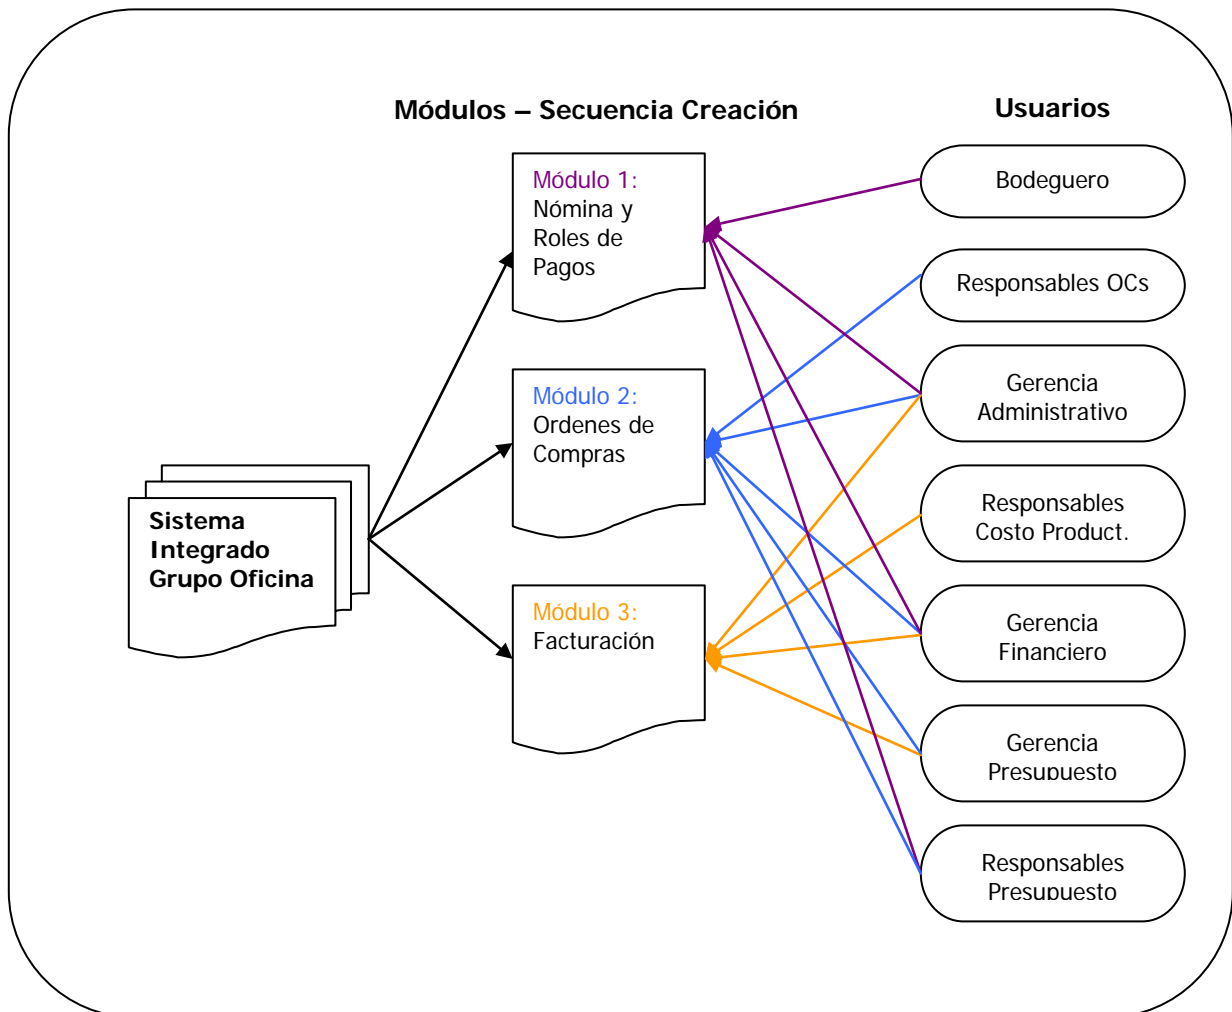 Módulos – Secuencia Creación
Usuarios
Módulo 1:
Nómina y
Roles de
Pagos
Módulo 2:
Ordenes de
Compras
Módulo 3:
Facturación
Sistema
Integrado
Grupo Oficina
Bodeguero
Responsables OCs
Gerencia
Administrativo
Responsables
Costo Product.
Gerencia
Financiero
Gerencia
Presupuesto
Responsables
Presupuesto